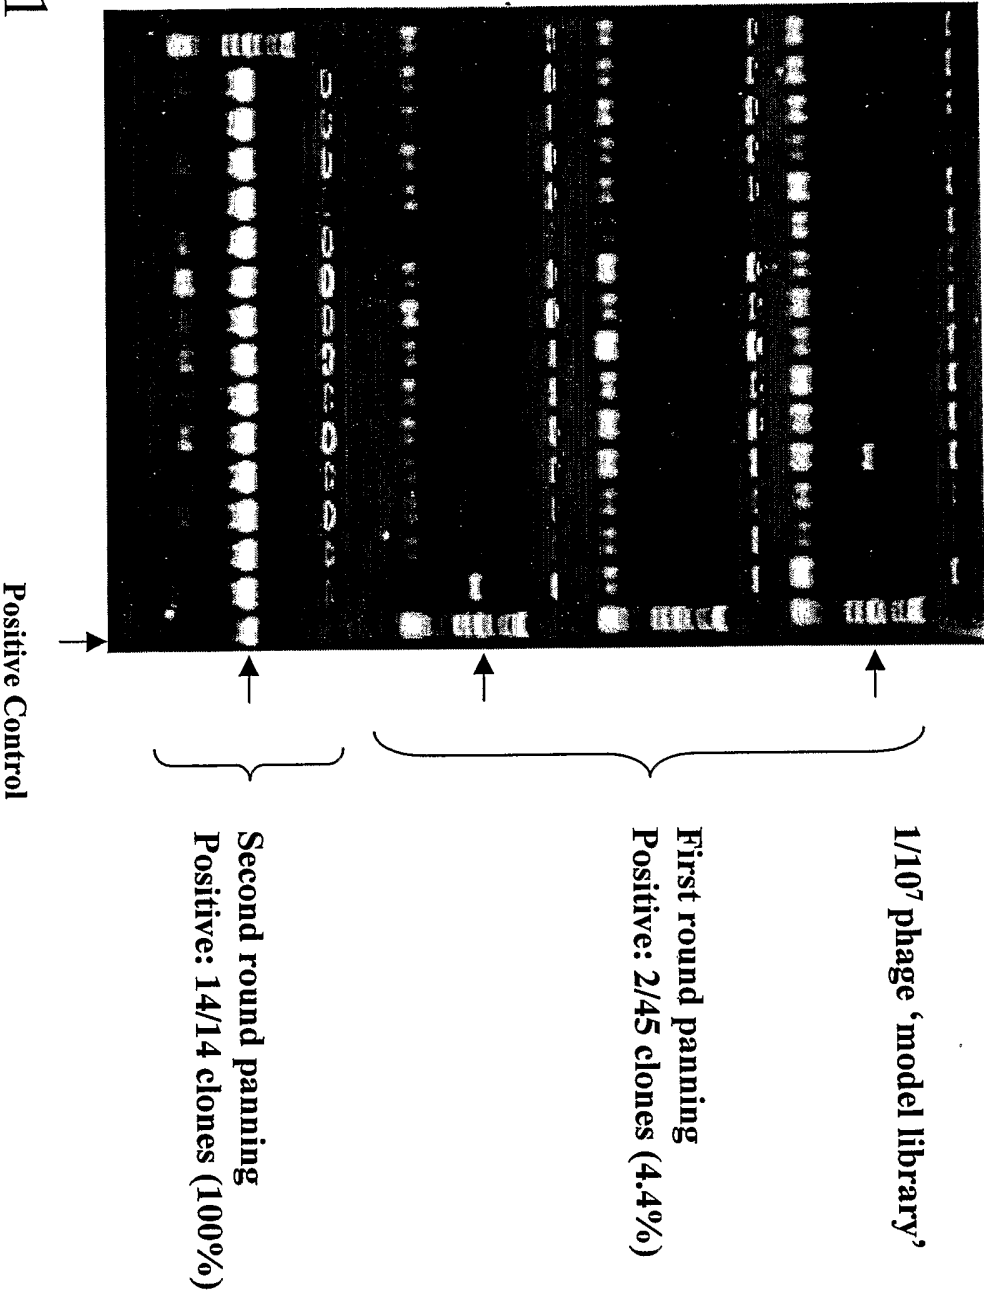 1/10⁷ phage ‘model library’
First round panning
Positive: 2/45 clones (4.4%)
Second round panning
Positive: 14/14 clones (100%)
Positive Control
1